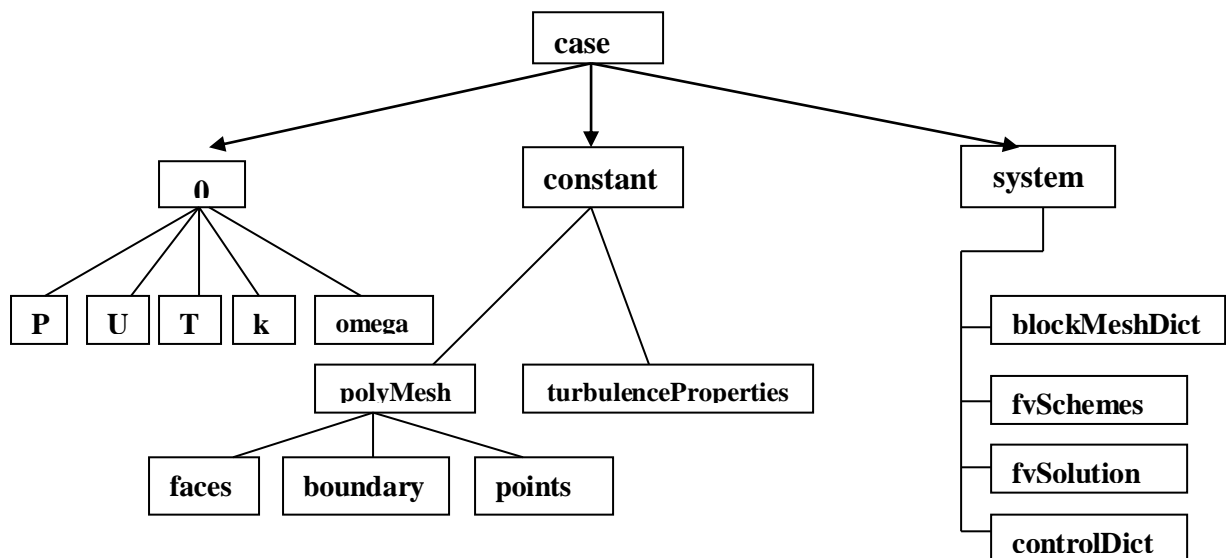 case
0
constant
system
P
U
T
k
omega
blockMeshDict
polyMesh
turbulenceProperties
fvSchemes
faces
boundary
points
fvSolution
controlDict